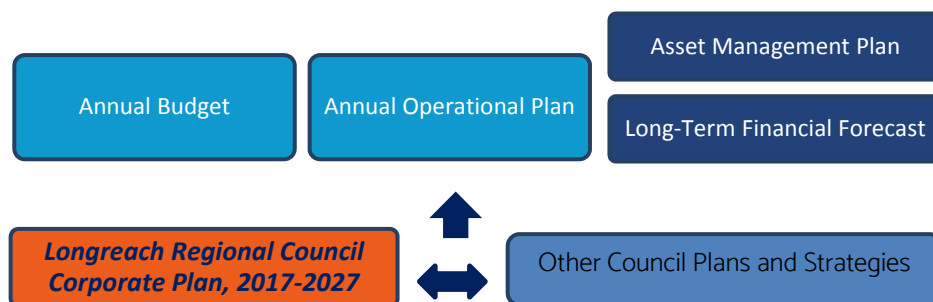 Asset Management Plan
Annual Budget
Annual Operational Plan
Long-Term Financial Forecast
Longreach Regional Council
Corporate Plan, 2017-2027
Other Council Plans and Strategies